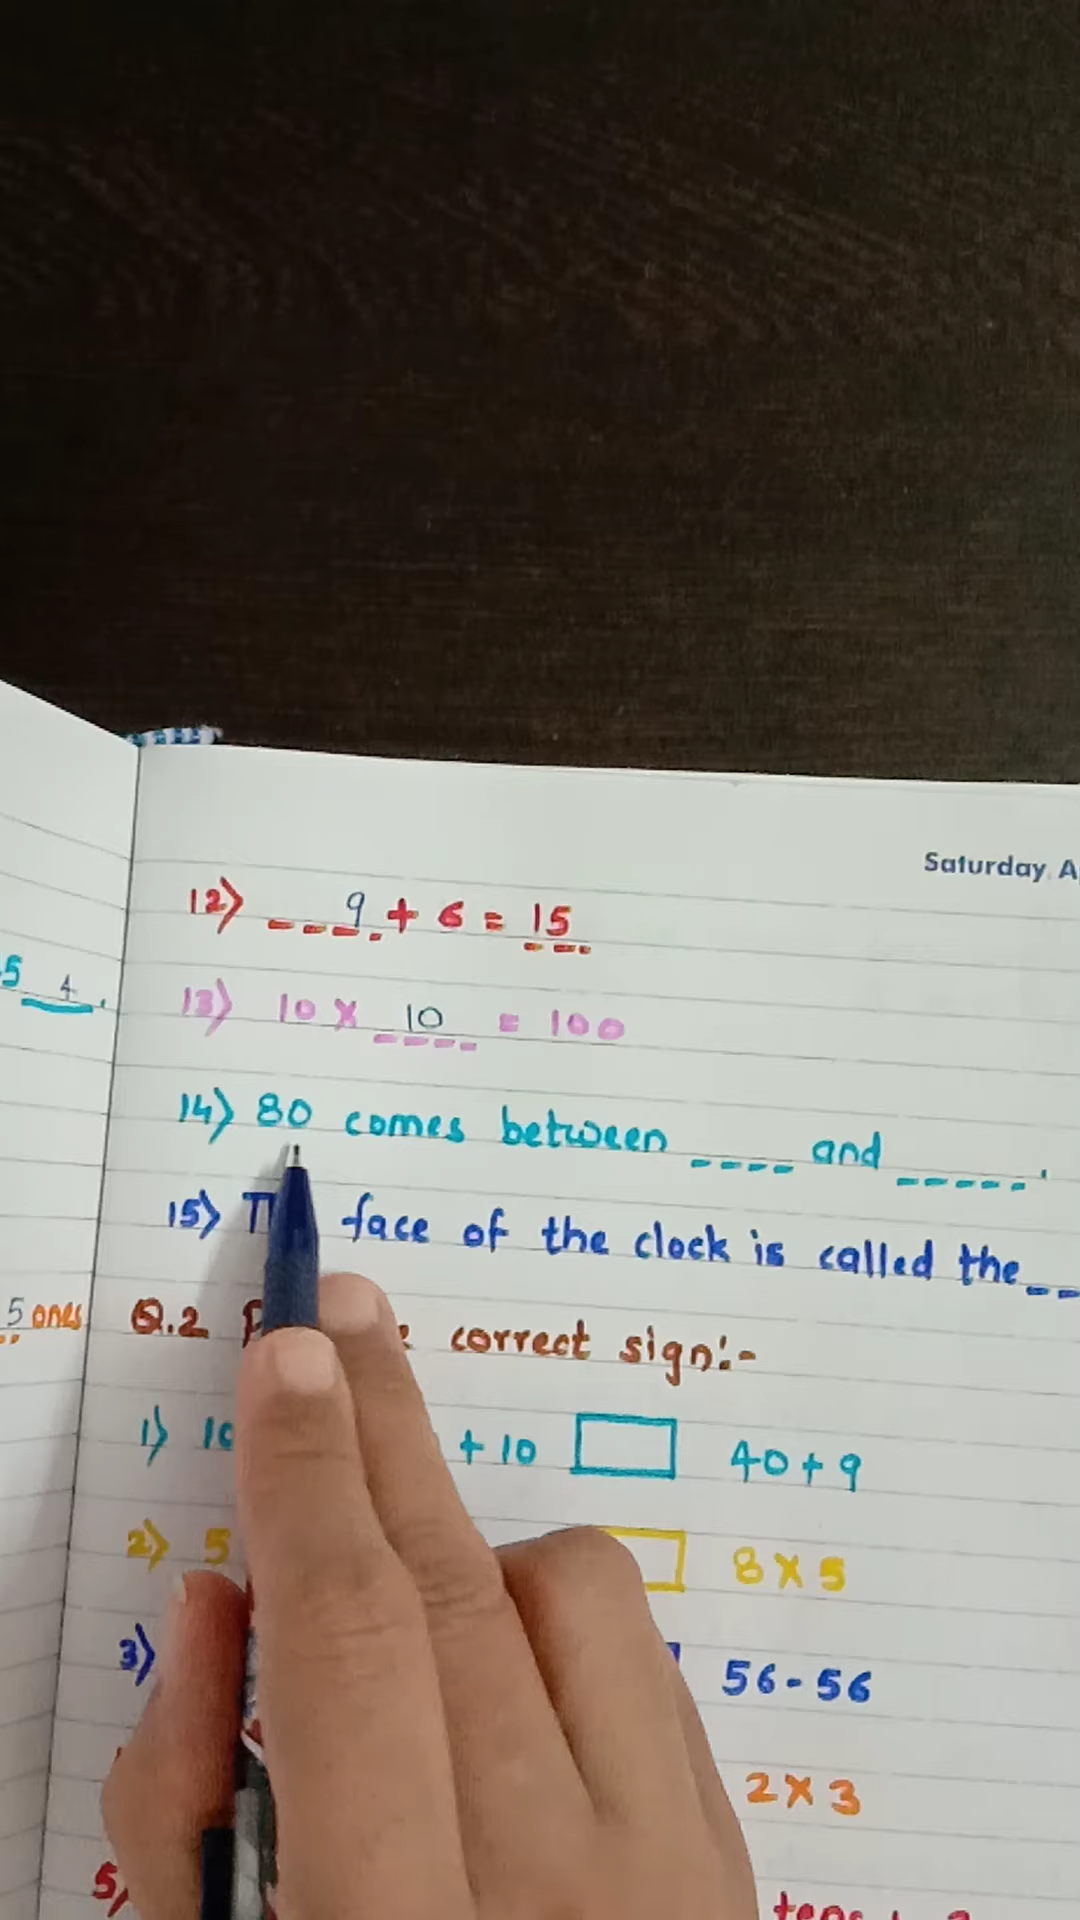 Saturday, A
12) 9 + 6 = 15
5 4.
13) 10 × 10 = 100
14) 80 comes between ---- and -----.
15) face of the clock is called the --
5 ones
Q.2 correct sign:-
1) + 10 40 + 9
2) 5 8 × 5
3) 56 - 56
2 × 3
5)